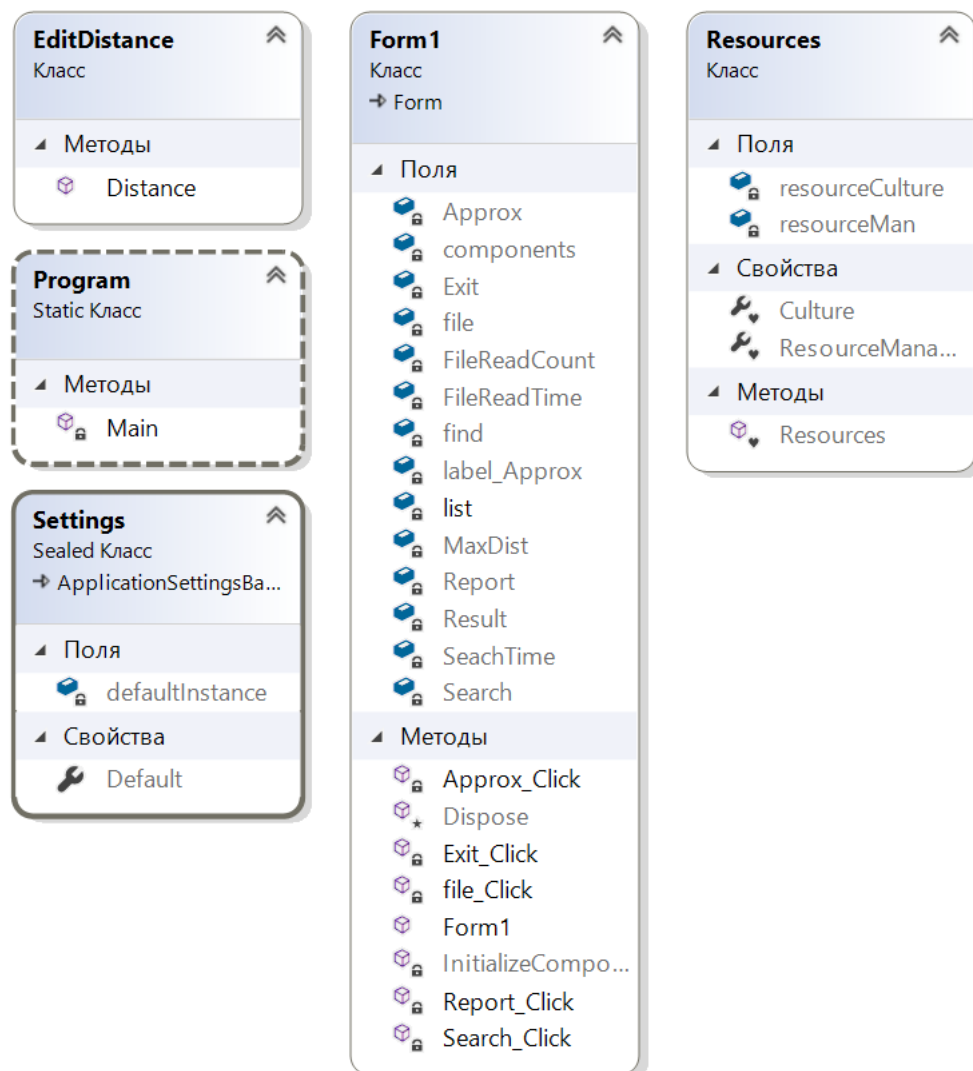 EditDistance
Класс
Методы
Distance
Program
Static Класс
Методы
Main
Settings
Sealed Класс
ApplicationSettingsBa...
Поля
defaultInstance
Свойства
Default
Form1
Класс
Form
Поля
Approx
components
Exit
file
FileReadCount
FileReadTime
find
label_Approx
list
MaxDist
Report
Result
SeachTime
Search
Методы
Approx_Click
Dispose
Exit_Click
file_Click
Form1
InitializeCompo...
Report_Click
Search_Click
Resources
Класс
Поля
resourceCulture
resourceMan
Свойства
Culture
ResourceMana...
Методы
Resources